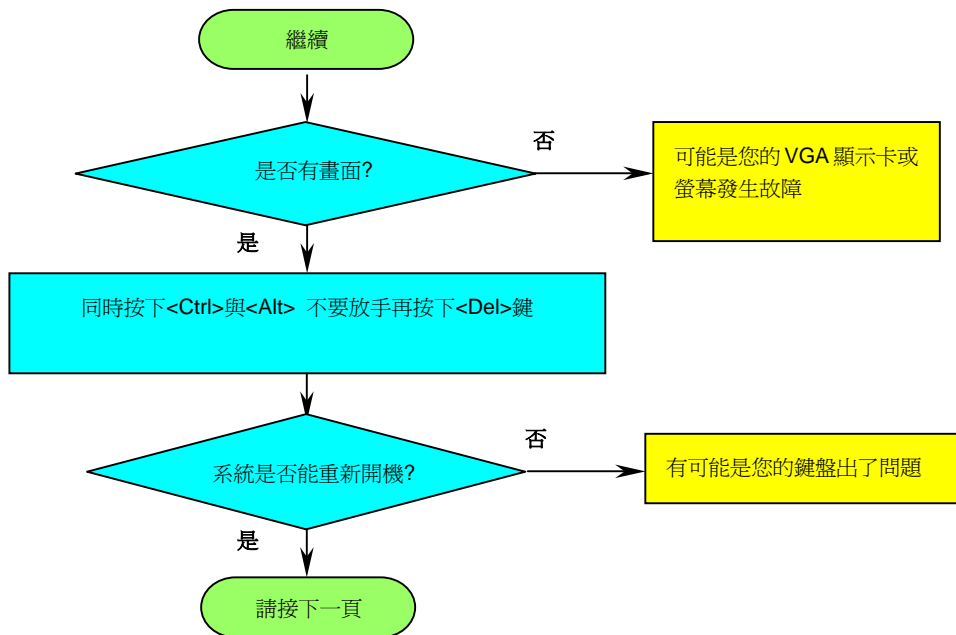 繼續
是否有畫面?
否
可能是您的 VGA 顯示卡或
螢幕發生故障
是
同時按下<Ctrl>與<Alt> 不要放手再按下<Del>鍵
系統是否能重新開機?
否
有可能是您的鍵盤出了問題
是
請接下一頁